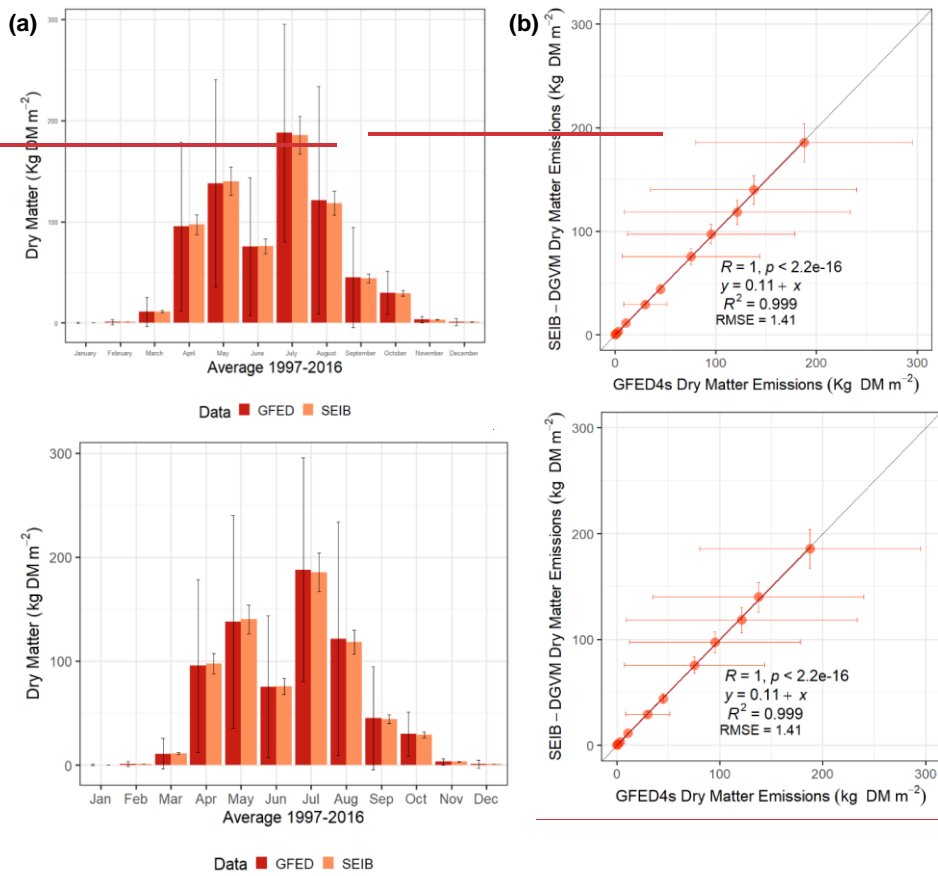 (a)
Dry Matter (Kg DM m⁻²)
300
200
100
0
January February March April May June July August September October November December
Average 1997-2016
Data GFED SEIB
(b)
SEIB – DGVM Dry Matter Emissions (Kg DM m⁻²)
300
200
100
0
R = 1, p < 2.2e-16
y = 0.11 + x
R² = 0.999
RMSE = 1.41
0 100 200 300
GFED4s Dry Matter Emissions (Kg DM m⁻²)
Dry Matter (kg DM m⁻²)
300
200
100
0
Jan Feb Mar Apr May Jun Jul Aug Sep Oct Nov Dec
Average 1997-2016
Data GFED SEIB
SEIB – DGVM Dry Matter Emissions (kg DM m⁻²)
300
200
100
0
R = 1, p < 2.2e-16
y = 0.11 + x
R² = 0.999
RMSE = 1.41
0 100 200 300
GFED4s Dry Matter Emissions (kg DM m⁻²)